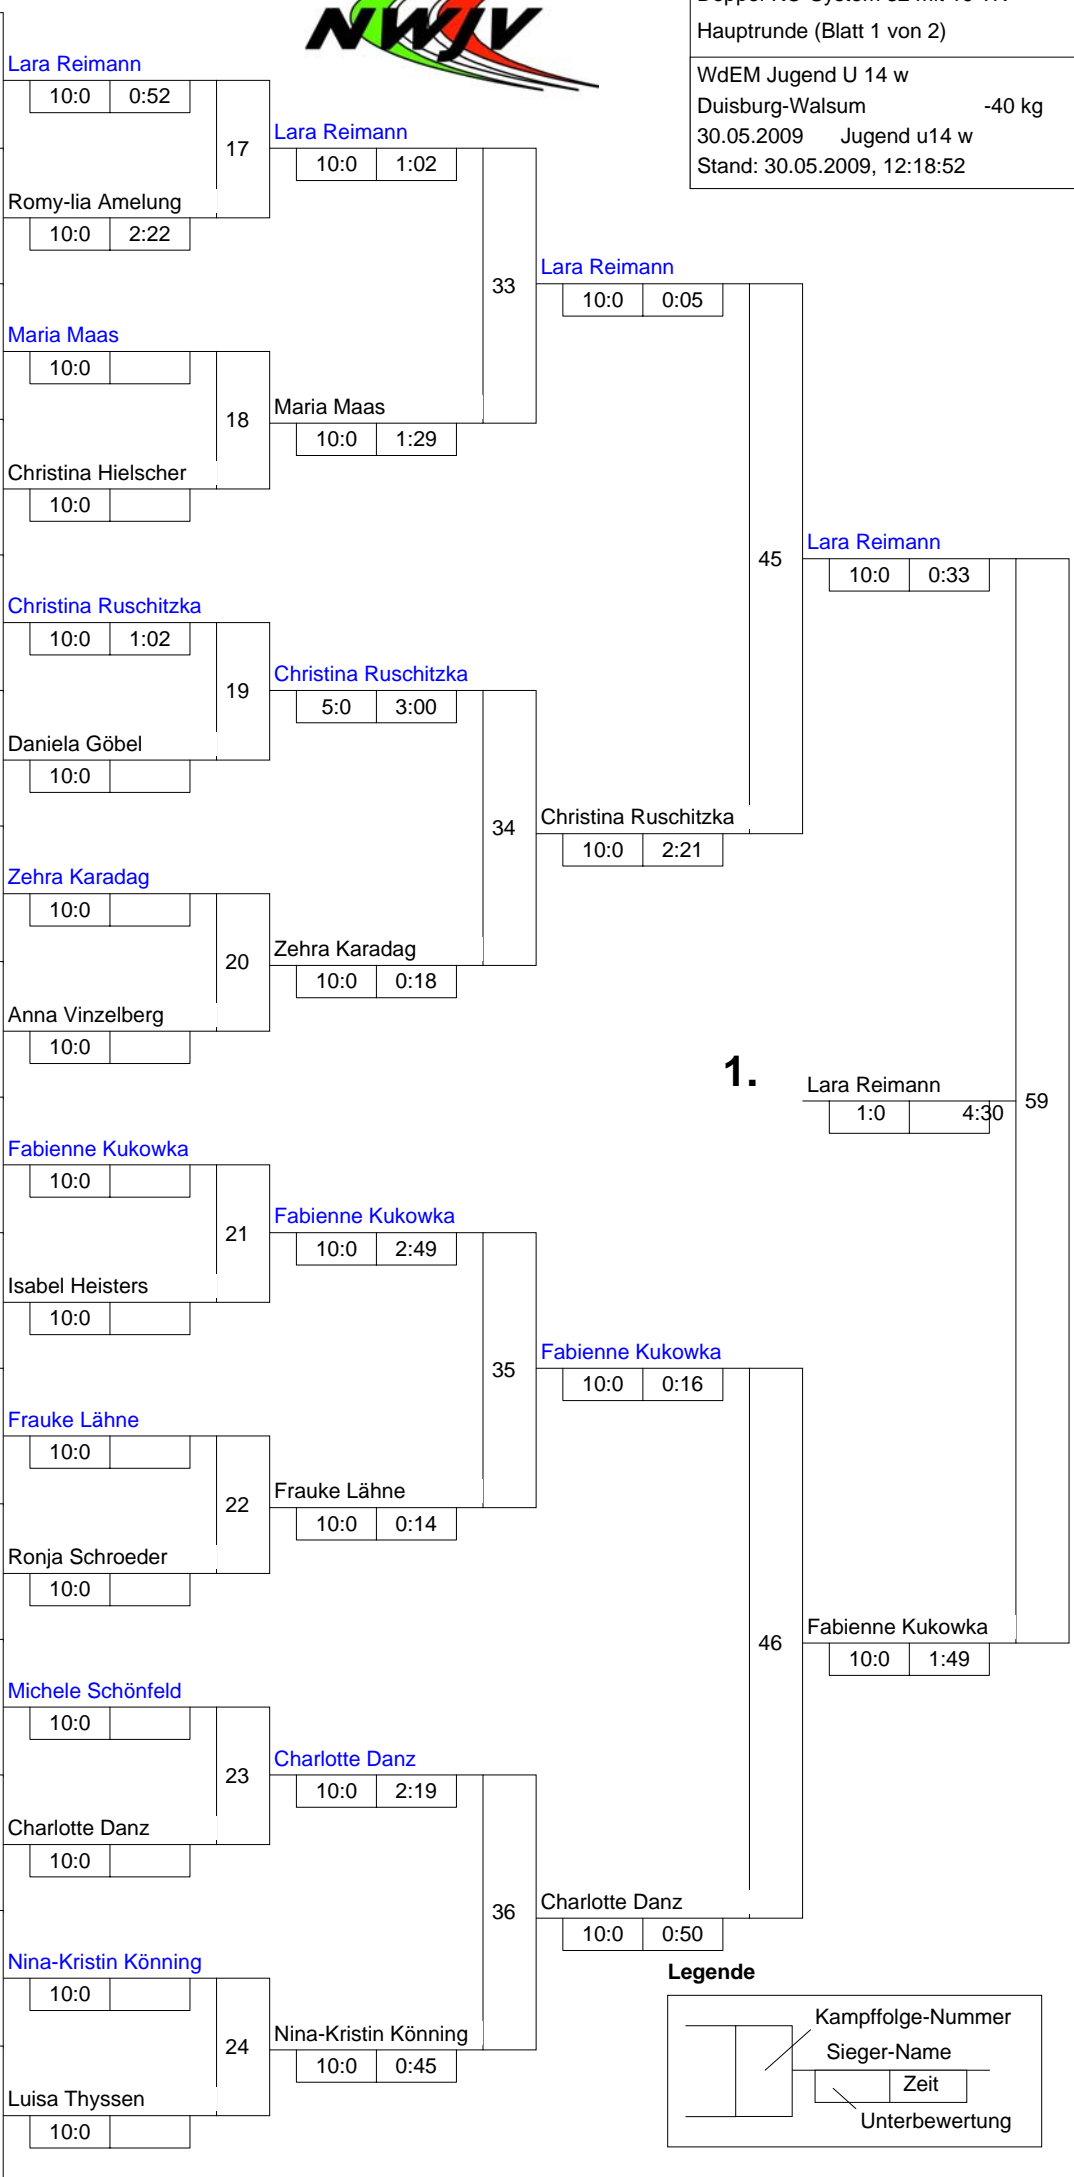 NWJV
Hauptrunde (Blatt 1 von 2)
WdEM Jugend U 14 w
Duisburg-Walsum -40 kg
30.05.2009 Jugend u14 w
Stand: 30.05.2009, 12:18:52
Lara Reimann
10:0 0:52
17
Romy-lia Amelung
10:0 2:22
Maria Maas
10:0
18
Christina Hielscher
10:0
Christina Ruschitzka
10:0 1:02
19
Daniela Göbel
10:0
Zehra Karadag
10:0
20
Anna Vinzelberg
10:0
Fabienne Kukowka
10:0
21
Isabel Heisters
10:0
Frauke Lähne
10:0
22
Ronja Schroeder
10:0
Michele Schönfeld
10:0
23
Charlotte Danz
10:0
Nina-Kristin Könning
10:0
24
Luisa Thyssen
10:0
Lara Reimann
10:0 1:02
33
Maria Maas
10:0 1:29
Christina Ruschitzka
5:0 3:00
34
Zehra Karadag
10:0 0:18
Fabienne Kukowka
10:0 2:49
35
Frauke Lähne
10:0 0:14
Charlotte Danz
10:0 2:19
36
Nina-Kristin Könning
10:0 0:45
Lara Reimann
10:0 0:05
45
Christina Ruschitzka
10:0 2:21
Fabienne Kukowka
10:0 0:16
46
Charlotte Danz
10:0 0:50
Lara Reimann
10:0 0:33
1.
Lara Reimann
1:0 4:30
59
Fabienne Kukowka
10:0 1:49
Legende
Kampffolge-Nummer
Sieger-Name
Zeit
Unterbewertung